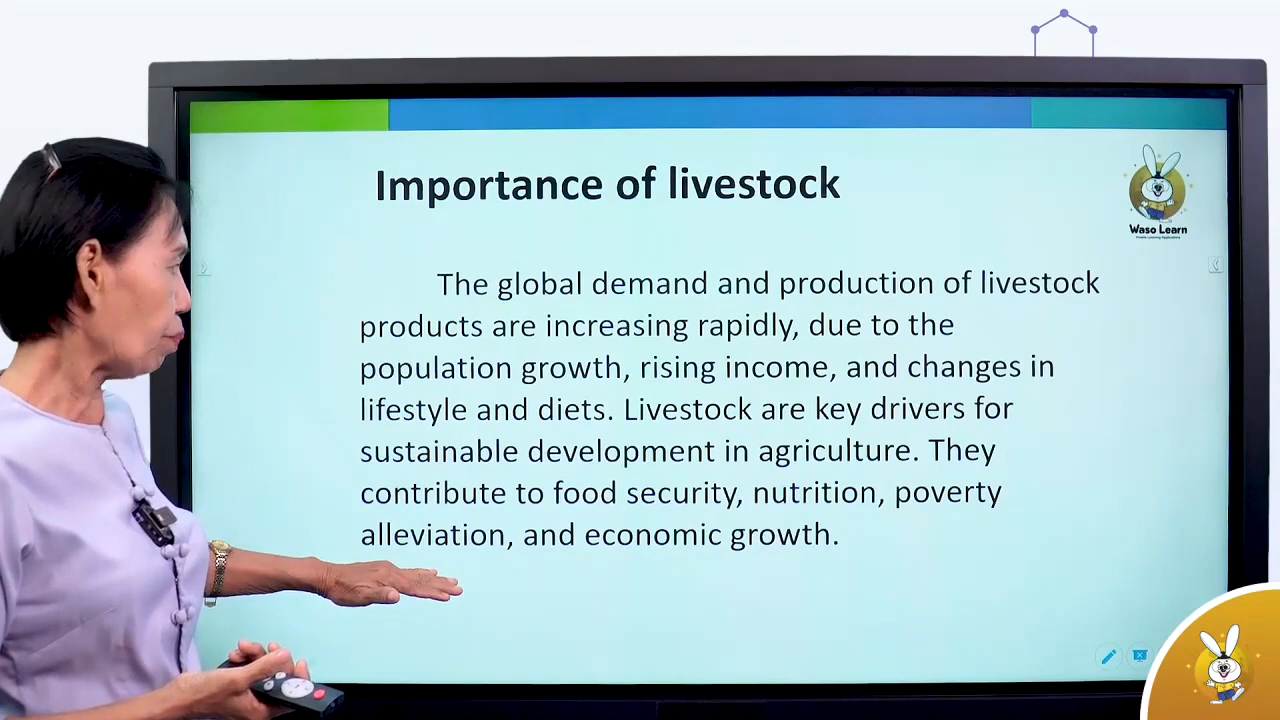 Importance of livestock
Waso Learn
The global demand and production of livestock
products are increasing rapidly, due to the
population growth, rising income, and changes in
lifestyle and diets. Livestock are key drivers for
sustainable development in agriculture. They
contribute to food security, nutrition, poverty
alleviation, and economic growth.